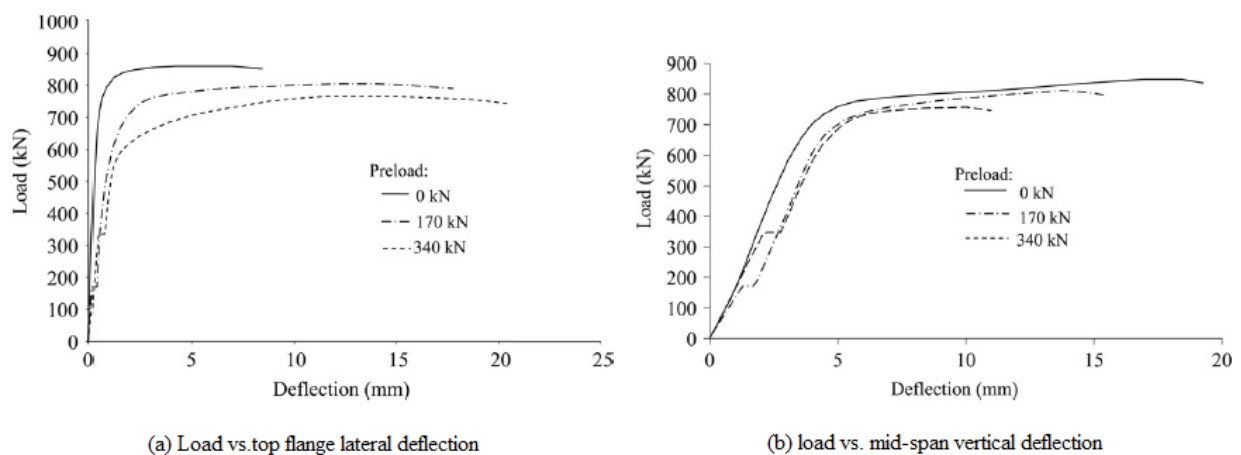 1000
900
800
700
600
500
400
300
200
100
0
0
5
10
15
20
25
Load (kN)
Deflection (mm)
Preload:
0 kN
170 kN
340 kN
(a) Load vs.top flange lateral deflection
900
800
700
600
500
400
300
200
100
0
0
5
10
15
20
Load (kN)
Deflection (mm)
Preload:
0 kN
170 kN
340 kN
(b) load vs. mid-span vertical deflection